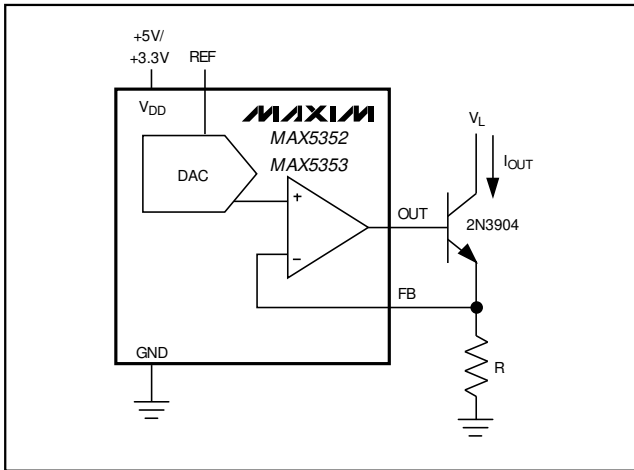 +5V/
+3.3V
REF
VDD
MAXIM
MAX5352
MAX5353
DAC
VL
IOUT
+
OUT
2N3904
−
FB
GND
R